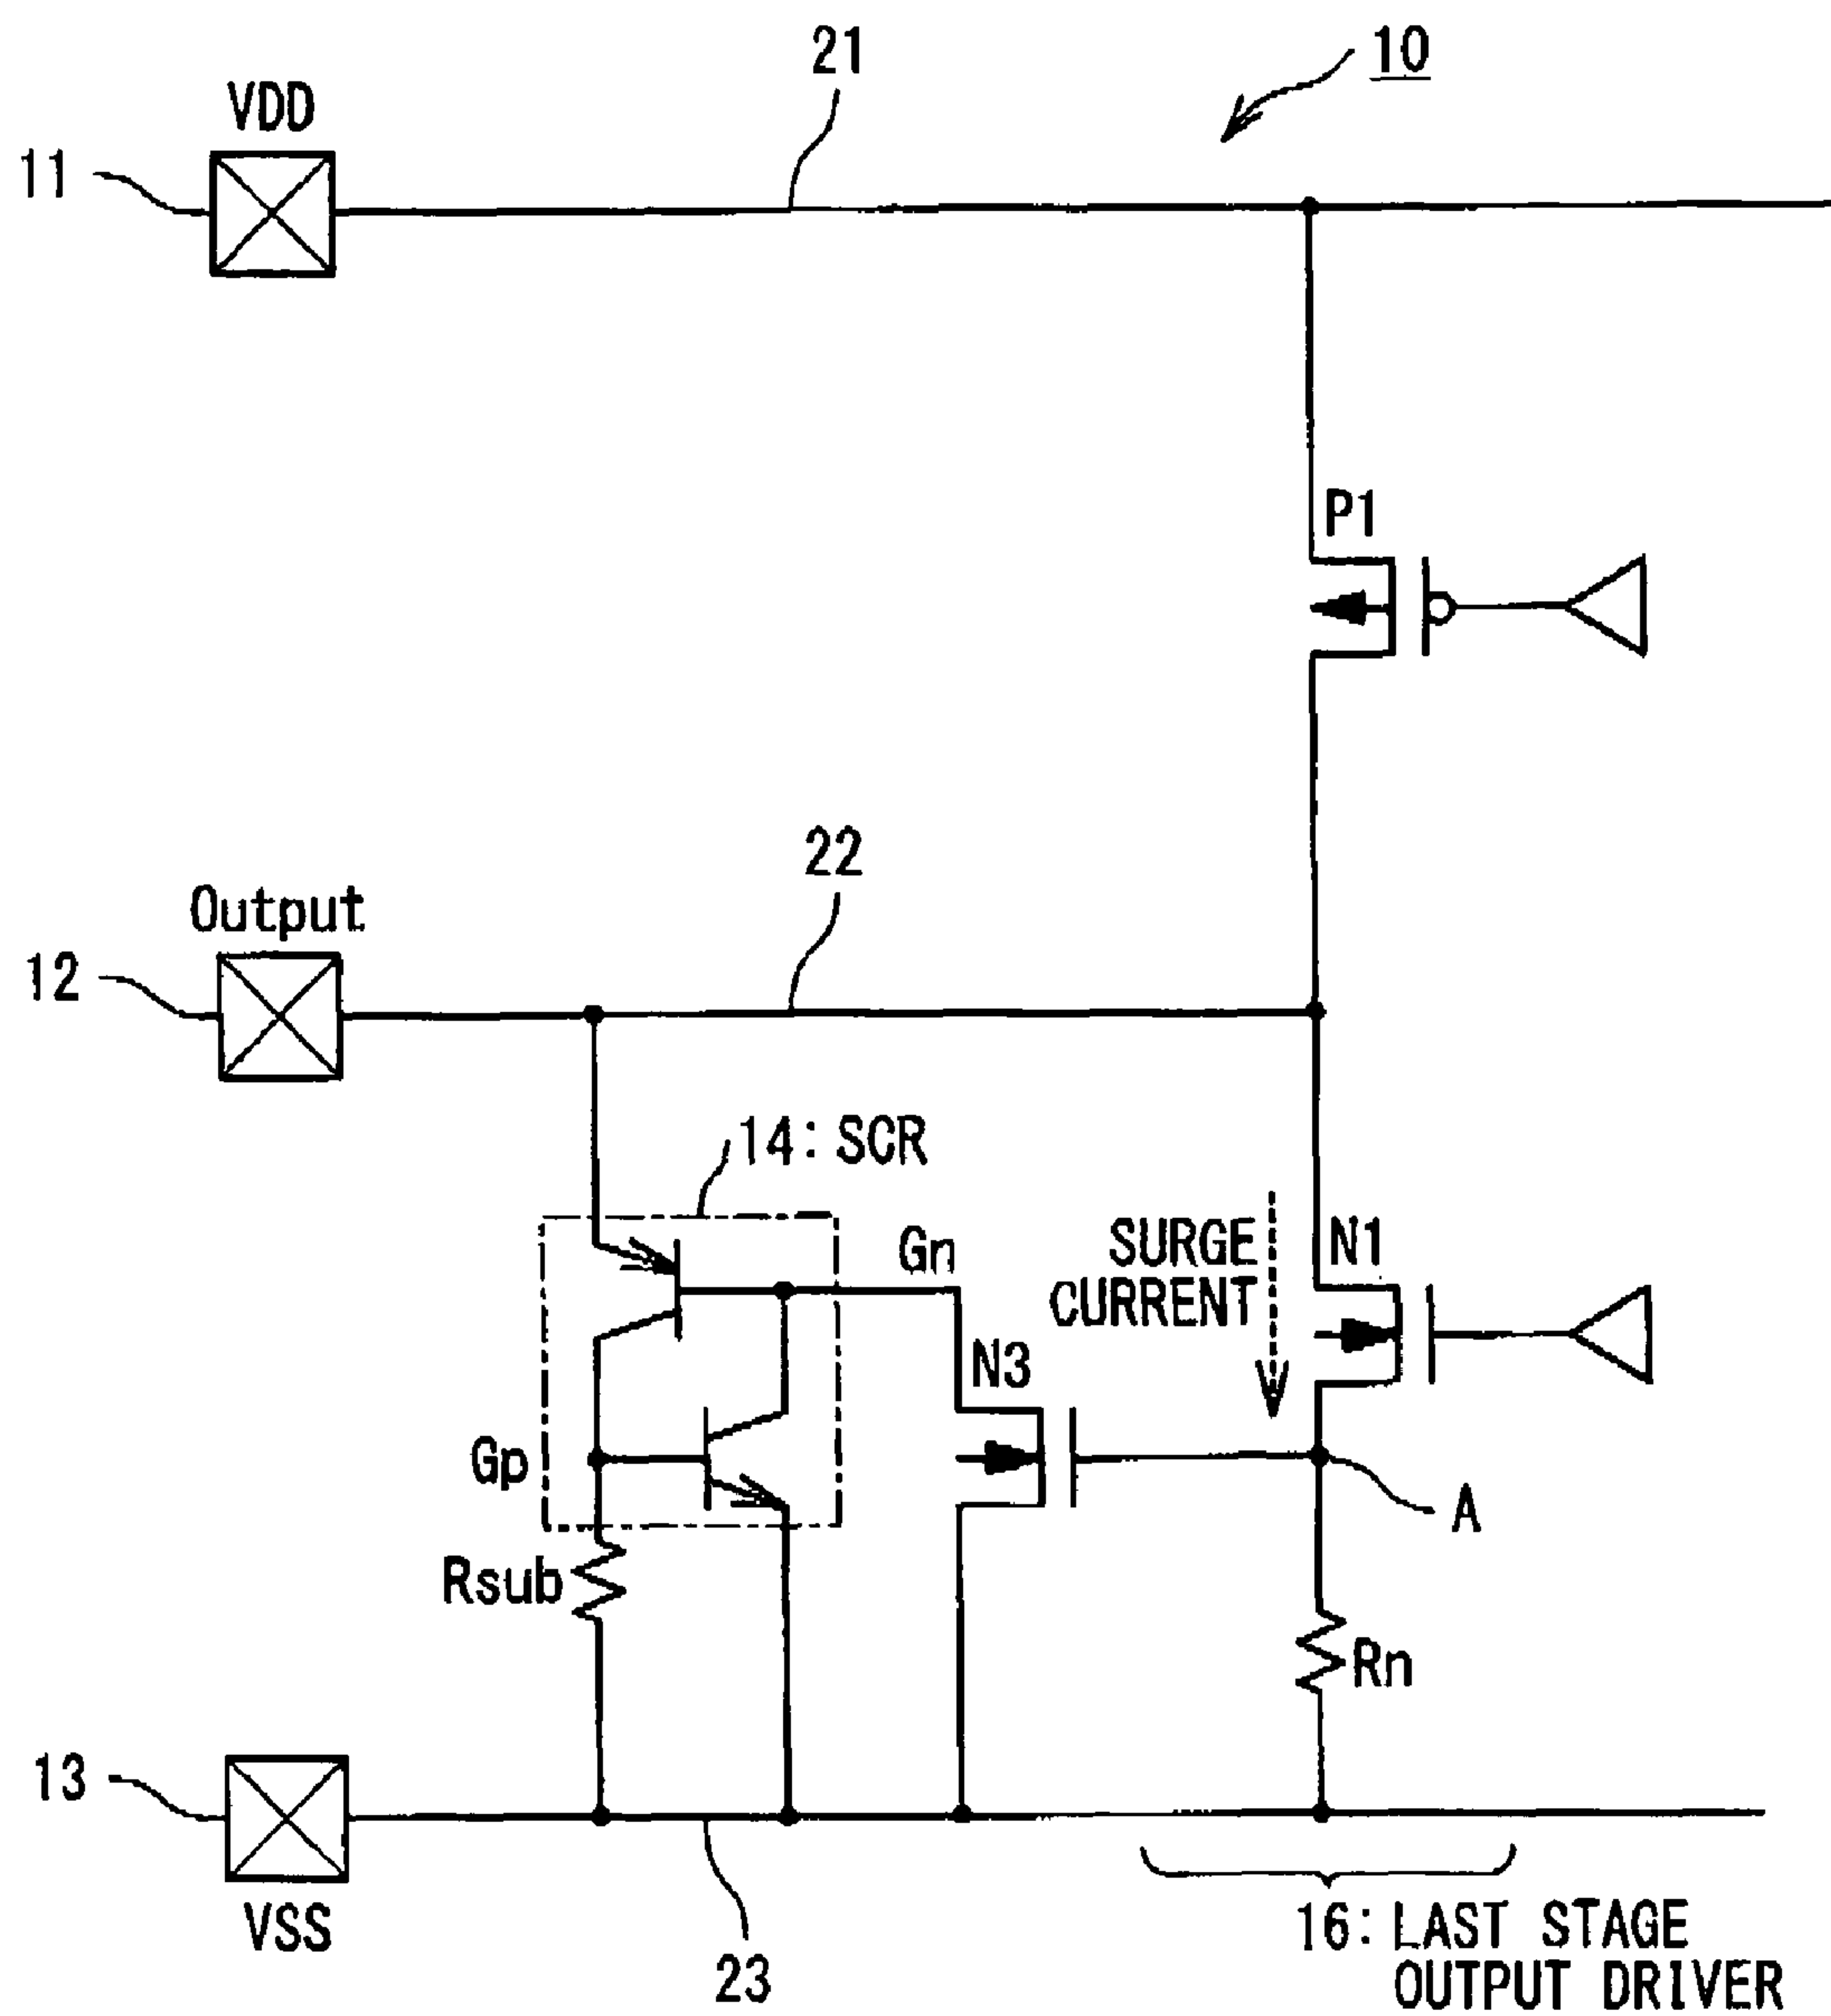 21
10
VDD
11
P1
22
Output
12
14: SCR
Gn
SURGE
CURRENT
N1
N3
Gp
A
Rsub
Rn
13
VSS
23
16: LAST STAGE
OUTPUT DRIVER